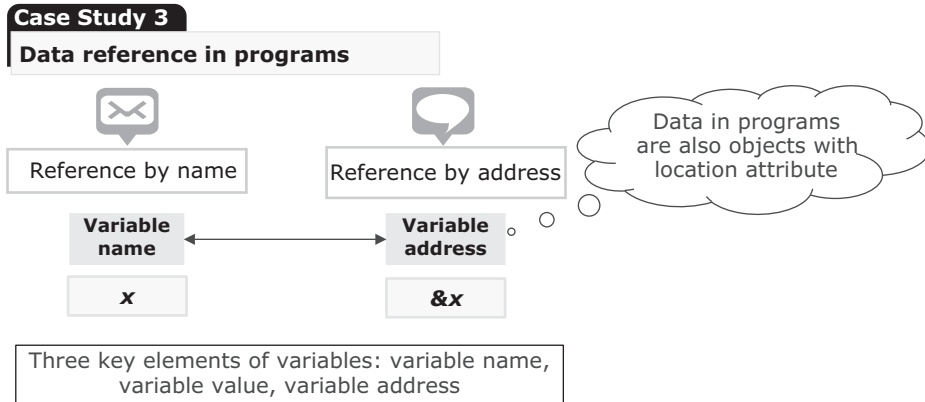 Case Study 3
Data reference in programs
Reference by name
Reference by address
Data in programs
are also objects with
location attribute
Variable
name
Variable
address
x
&x
Three key elements of variables: variable name,
variable value, variable address